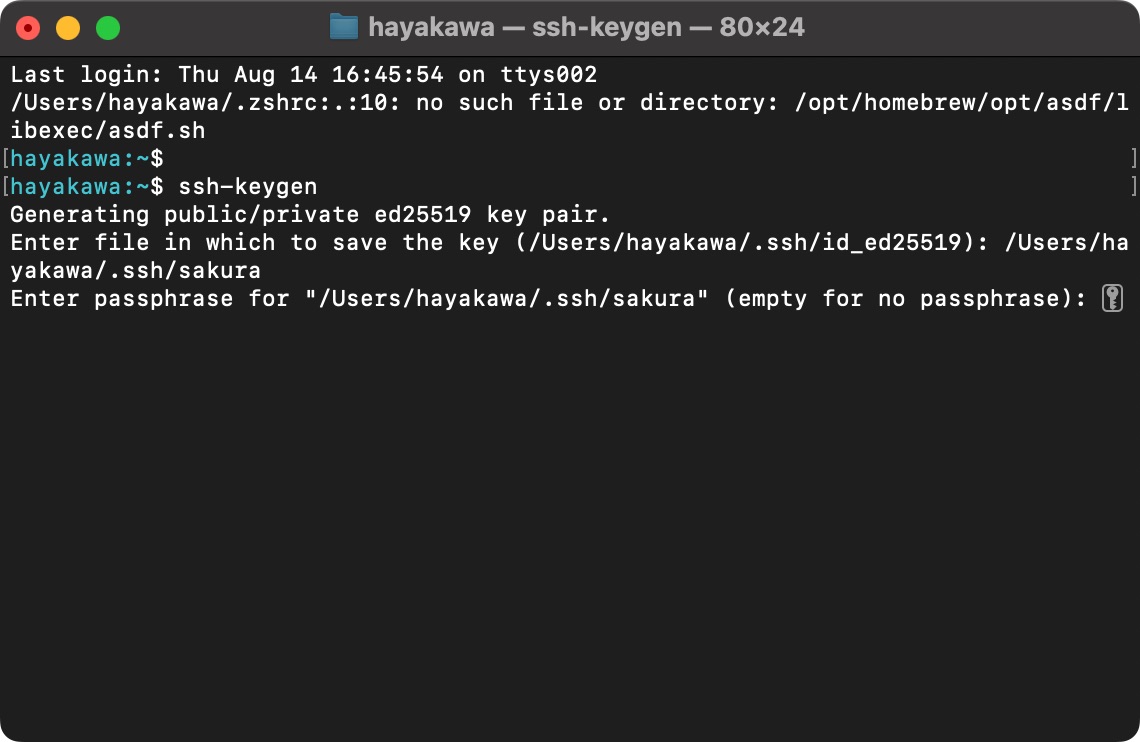 hayakawa — ssh-keygen — 80×24
Last login: Thu Aug 14 16:45:54 on ttys002
/Users/hayakawa/.zshrc:.:10: no such file or directory: /opt/homebrew/opt/asdf/l
ibexec/asdf.sh
[hayakawa:~$ ]
[hayakawa:~$ ssh-keygen ]
Generating public/private ed25519 key pair.
Enter file in which to save the key (/Users/hayakawa/.ssh/id_ed25519): /Users/ha
yakawa/.ssh/sakura
Enter passphrase for "/Users/hayakawa/.ssh/sakura" (empty for no passphrase):